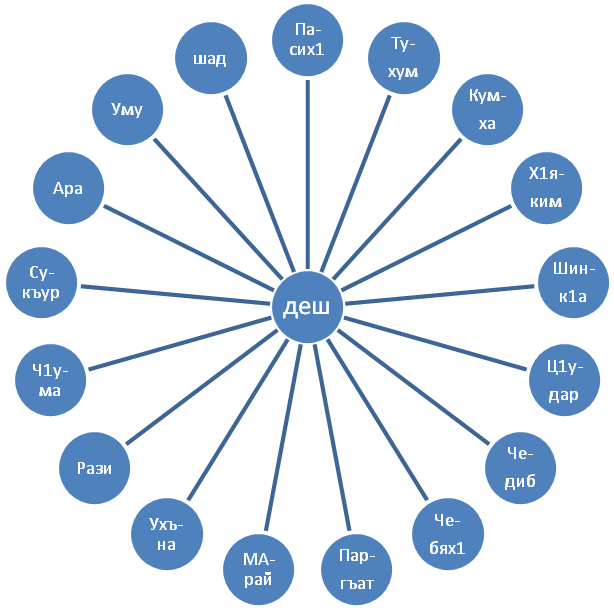 Па-
сих1
Ту-
хум
Кум-
ха
Х1я-
ким
Шин-
к1а
Ц1у-
дар
Че-
диб
Че-
бях1
Пар-
гъат
МА-
рай
Ухъ-
на
Рази
Ч1у-
ма
Су-
къур
Ара
Уму
шад
деш